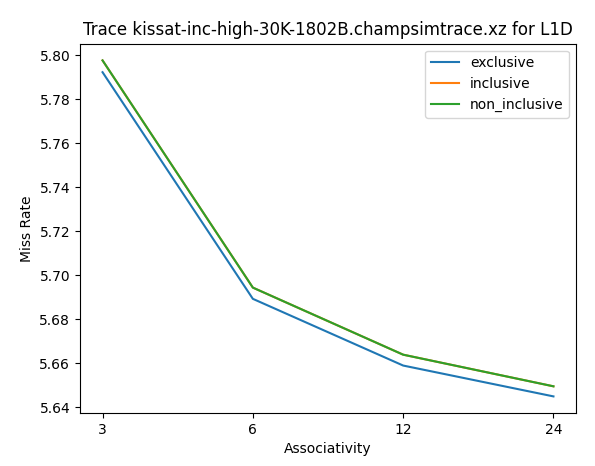 Trace kissat-inc-high-30K-1802B.champsimtrace.xz for L1D
exclusive
inclusive
non_inclusive
5.80
5.78
5.76
5.74
5.72
5.70
5.68
5.66
5.64
Miss Rate
3 6 12 24
Associativity